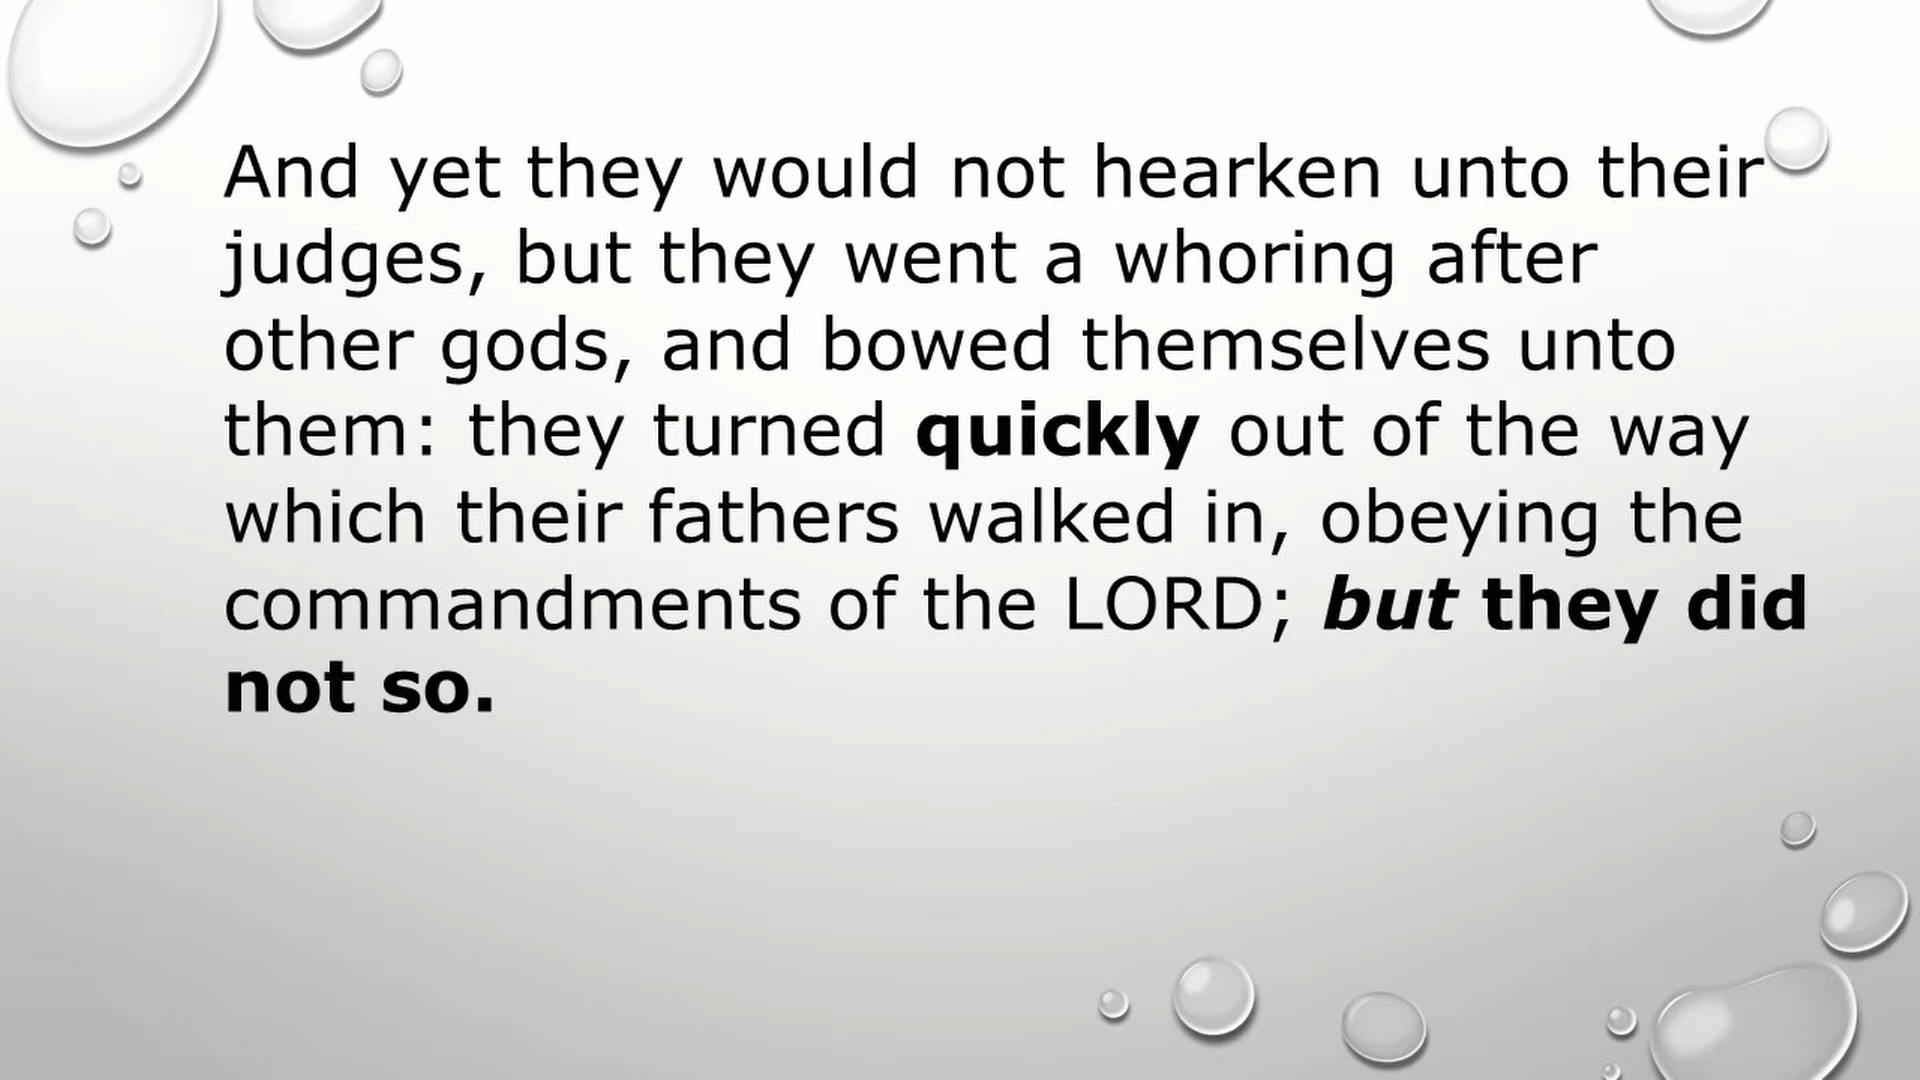 And yet they would not hearken unto their
judges, but they went a whoring after
other gods, and bowed themselves unto
them: they turned quickly out of the way
which their fathers walked in, obeying the
commandments of the LORD; but they did
not so.